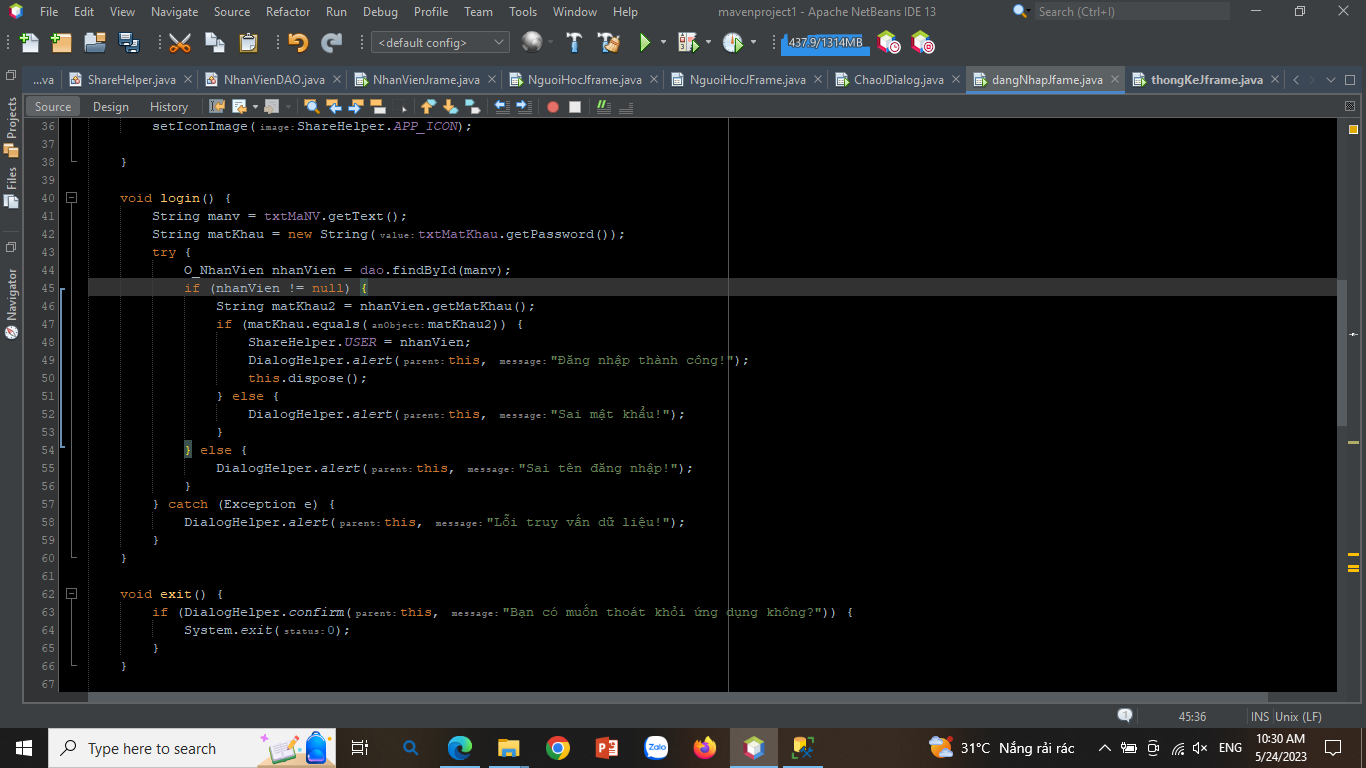 File Edit View Navigate Source Refactor Run Debug Profile Team Tools Window Help
mavenproject1 - Apache NetBeans IDE 13
Search (Ctrl+I)
<default config>
437.9/1314MB
...va ShareHelper.java NhanVienDAO.java NhanVienJrame.java NguoiHocJframe.java NguoiHocJFrame.java ChaoJDialog.java dangNhapJfame.java thongKeJframe.java
Source Design History
Projects
Files
Navigator
36 setIconImage(image:ShareHelper.APP_ICON);
37
38 }
39
40 void login() {
41 String manv = txtMaNV.getText();
42 String matKhau = new String(value:txtMatKhau.getPassword());
43 try {
44 O_NhanVien nhanVien = dao.findById(manv);
45 if (nhanVien != null) {
46 String matKhau2 = nhanVien.getMatKhau();
47 if (matKhau.equals(anObject:matKhau2)) {
48 ShareHelper.USER = nhanVien;
49 DialogHelper.alert(parent:this, message:"Đăng nhập thành công!");
50 this.dispose();
51 } else {
52 DialogHelper.alert(parent:this, message:"Sai mật khẩu!");
53 }
54 } else {
55 DialogHelper.alert(parent:this, message:"Sai tên đăng nhập!");
56 }
57 } catch (Exception e) {
58 DialogHelper.alert(parent:this, message:"Lỗi truy vấn dữ liệu!");
59 }
60 }
61
62 void exit() {
63 if (DialogHelper.confirm(parent:this, message:"Bạn có muốn thoát khỏi ứng dụng không?")) {
64 System.exit(status:0);
65 }
66 }
67
1 45:36 INS Unix (LF)
Type here to search
Zalo
31°C Nắng rải rác
ENG
10:30 AM
5/24/2023